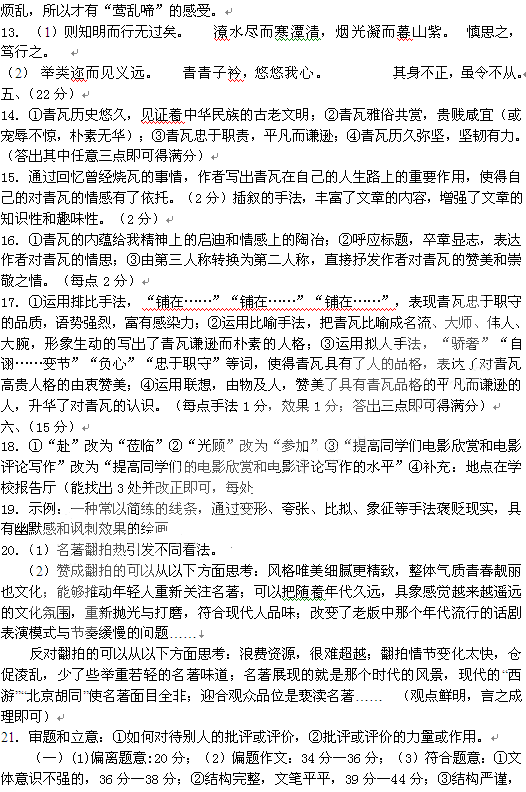 烦乱，所以才有“莺乱啼”的感受。
13．（1）则知明而行无过矣。 潦水尽而寒潭清，烟光凝而暮山紫。 慎思之，
笃行之。
（2） 举类迩而见义远。 青青子衿，悠悠我心。 其身不正，虽令不从。
五、（22 分）
14．①青瓦历史悠久，见证着中华民族的古老文明；②青瓦雅俗共赏，贵贱咸宜（或
宠辱不惊，朴素无华）；③青瓦忠于职责，平凡而谦逊；④青瓦历久弥坚，坚韧有力。
（答出其中任意三点即可得满分）
15．通过回忆曾经烧瓦的事情，作者写出青瓦在自己的人生路上的重要作用，使得自
己的对青瓦的情感有了依托。（2 分）插叙的手法，丰富了文章的内容，增强了文章的
知识性和趣味性。（2 分）
16．①青瓦的内蕴给我精神上的启迪和情感上的陶冶；②呼应标题，卒章显志，表达
作者对青瓦的情思；③由第三人称转换为第二人称，直接抒发作者对青瓦的赞美和崇
敬之情。（每点 2 分）
17．①运用排比手法，“铺在……”“铺在……”“铺在……”，表现青瓦忠于职守
的品质，语势强烈，富有感染力；②运用比喻手法，把青瓦比喻成名流、大师、伟人、
大腕，形象生动的写出了青瓦谦逊而朴素的人格；③运用拟人手法，“骄奢”“自
诩……变节”“负心”“忠于职守”等词，使得青瓦具有了人的品格，表达了对青瓦
高贵人格的由衷赞美；④运用联想，由物及人，赞美了具有青瓦品格的平凡而谦逊的
人，升华了对青瓦的认识。（每点手法 1 分，效果 1 分；答出三点即可得满分）
六、（15 分）
18．①“赴”改为“莅临”②“光顾”改为“参加”③“提高同学们电影欣赏和电影
评论写作”改为“提高同学们的电影欣赏和电影评论写作的水平”④补充：地点在学
校报告厅（能找出 3 处并改正即可，每处
19．示例：一种常以简练的线条，通过变形、夸张、比拟、象征等手法褒贬现实，具
有幽默感和讽刺效果的绘画
20．（1）名著翻拍热引发不同看法。
（2）赞成翻拍的可以从以下方面思考：风格唯美细腻更精致，整体气质青春靓丽
也文化；能够推动年轻人重新关注名著；可以把随着年代久远，具象感觉越来越遥远
的文化氛围，重新抛光与打磨，符合现代人品味；改变了老版中那个年代流行的话剧
表演模式与节奏缓慢的问题……
反对翻拍的可以从以下方面思考：浪费资源，很难超越；翻拍情节变化太快，仓
促凌乱，少了些举重若轻的名著味道；名著展现的就是那个时代的风景，现代的“西
游”“北京胡同”使名著面目全非；迎合观众品位是亵渎名著…… （观点鲜明，言之成
理即可）
21．审题和立意：①如何对待别人的批评或评价，②批评或评价的力量或作用。
（一）(1)偏离题意:20 分；（2）偏题作文：34 分—36 分；（3）符合题意：①文
体意识不强的，36 分—38 分；②结构完整，文笔平平，39 分—44 分；③结构严谨，